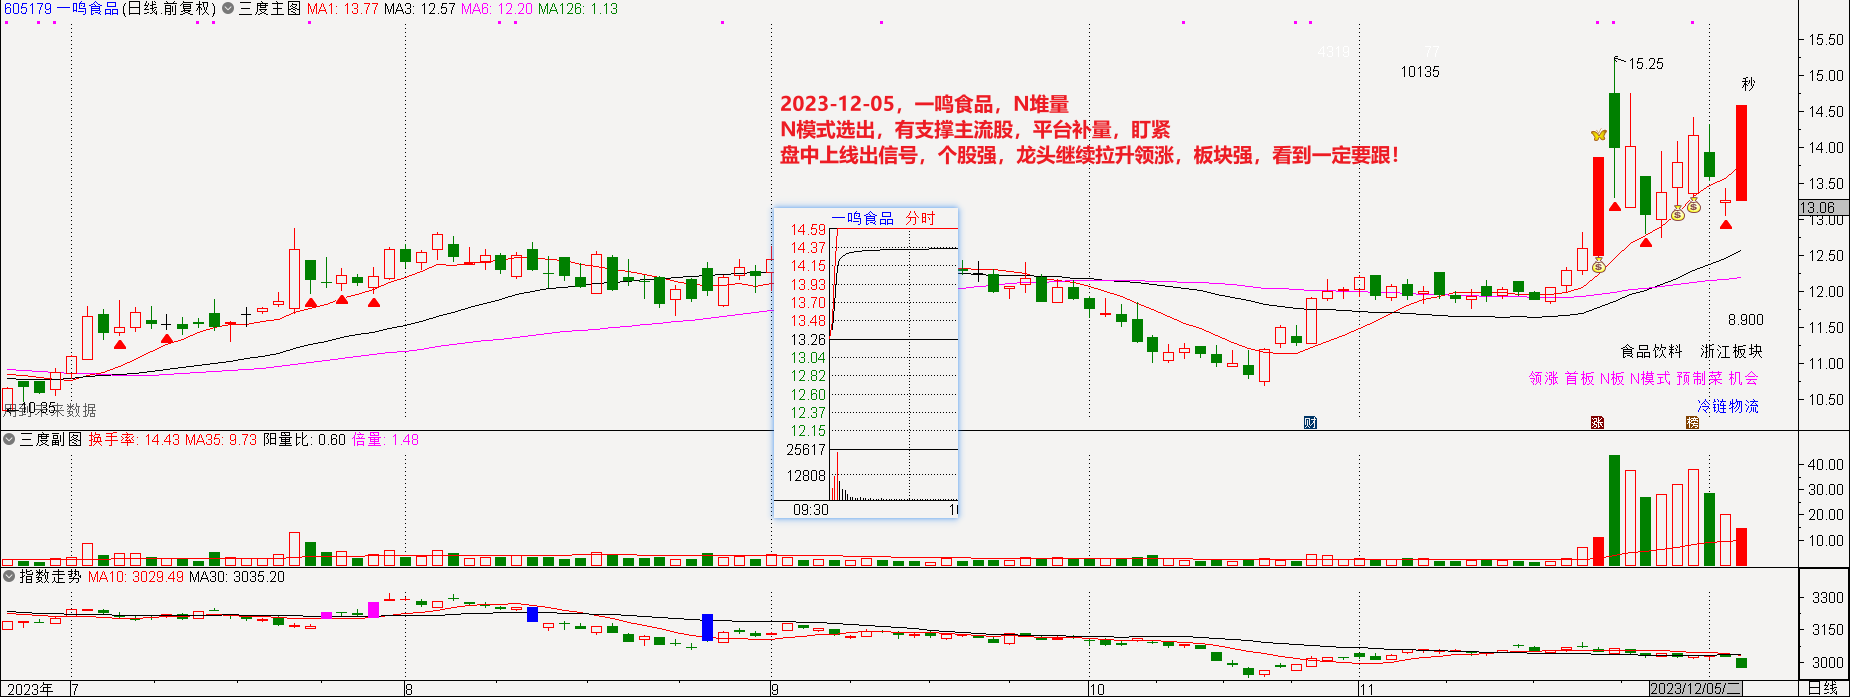 605179 一鸣食品(日线.前复权) 三度主图 MA1: 13.77 MA3: 12.57 MA6: 12.20 MA126: 1.13
15.50
4319 77
10135
15.25
15.00
秒
2023-12-05，一鸣食品，N堆量
14.50
N模式选出，有支撑主流股，平台补量，盯紧
盘中上线出信号，个股强，龙头继续拉升领涨，板块强，看到一定要跟！
14.00
13.50
13.06
13.00
12.50
12.00
11.50
11.00
10.50
一鸣食品 分时
14.59
14.37
14.15
13.93
13.70
13.48
13.26
13.04
12.82
12.60
12.37
12.15
25617
12808
09:30
8.900
食品饮料 浙江板块
领涨 首板 N板 N模式 预制菜 机会
冷链物流
10.35
用到未来数据
财
涨
榜
三度副图 换手率: 14.43 MA35: 9.73 阳量比: 0.60 倍量: 1.48
40.00
30.00
20.00
10.00
指数走势 MA10: 3029.49 MA30: 3035.20
3300
3150
3000
2023年 7 8 9 10 11 2023/12/05/二 日线